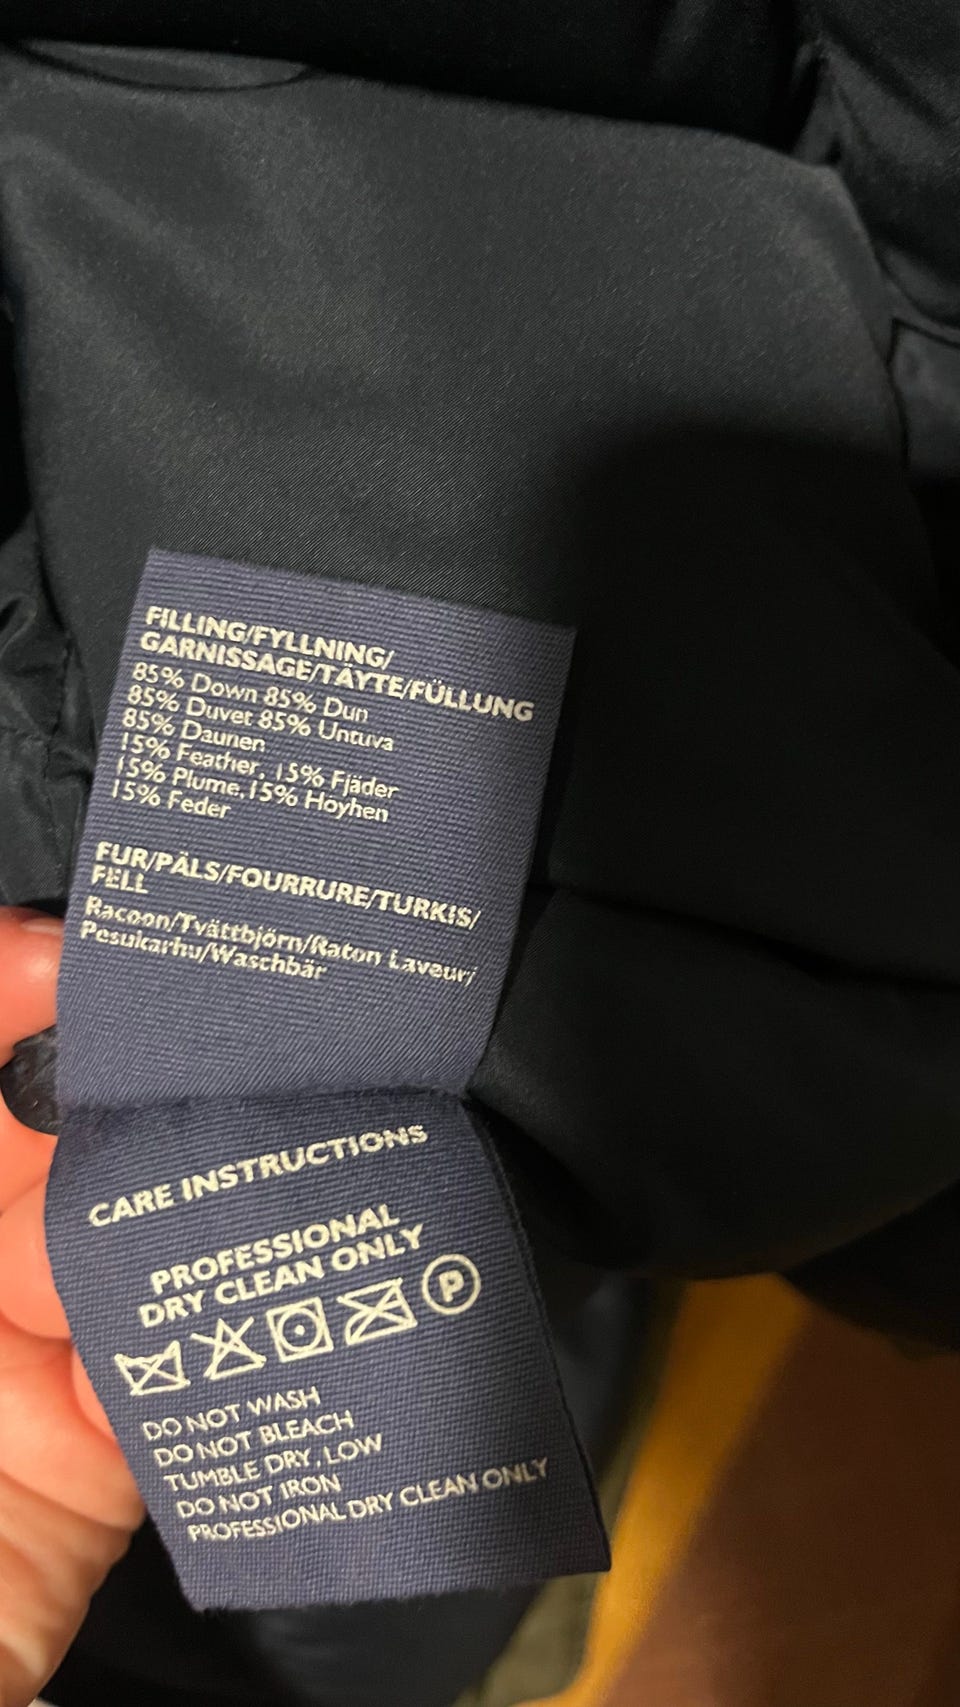 FILLING/FYLLNING/
GARNISSAGE/TÄYTE/FÜLLUNG
85% Down 85% Dun
85% Duvet 85% Untuva
85% Daunen
15% Feather, 15% Fjäder
15% Plume, 15% Höyhen
15% Feder
FUR/PÄLS/FOURRURE/TURKIS/
FELL
Racoon/Tvättbjörn/Raton Laveur/
Pesukarhu/Waschbär
CARE INSTRUCTIONS
PROFESSIONAL
DRY CLEAN ONLY
P
DO NOT WASH
DO NOT BLEACH
TUMBLE DRY, LOW
DO NOT IRON
PROFESSIONAL DRY CLEAN ONLY